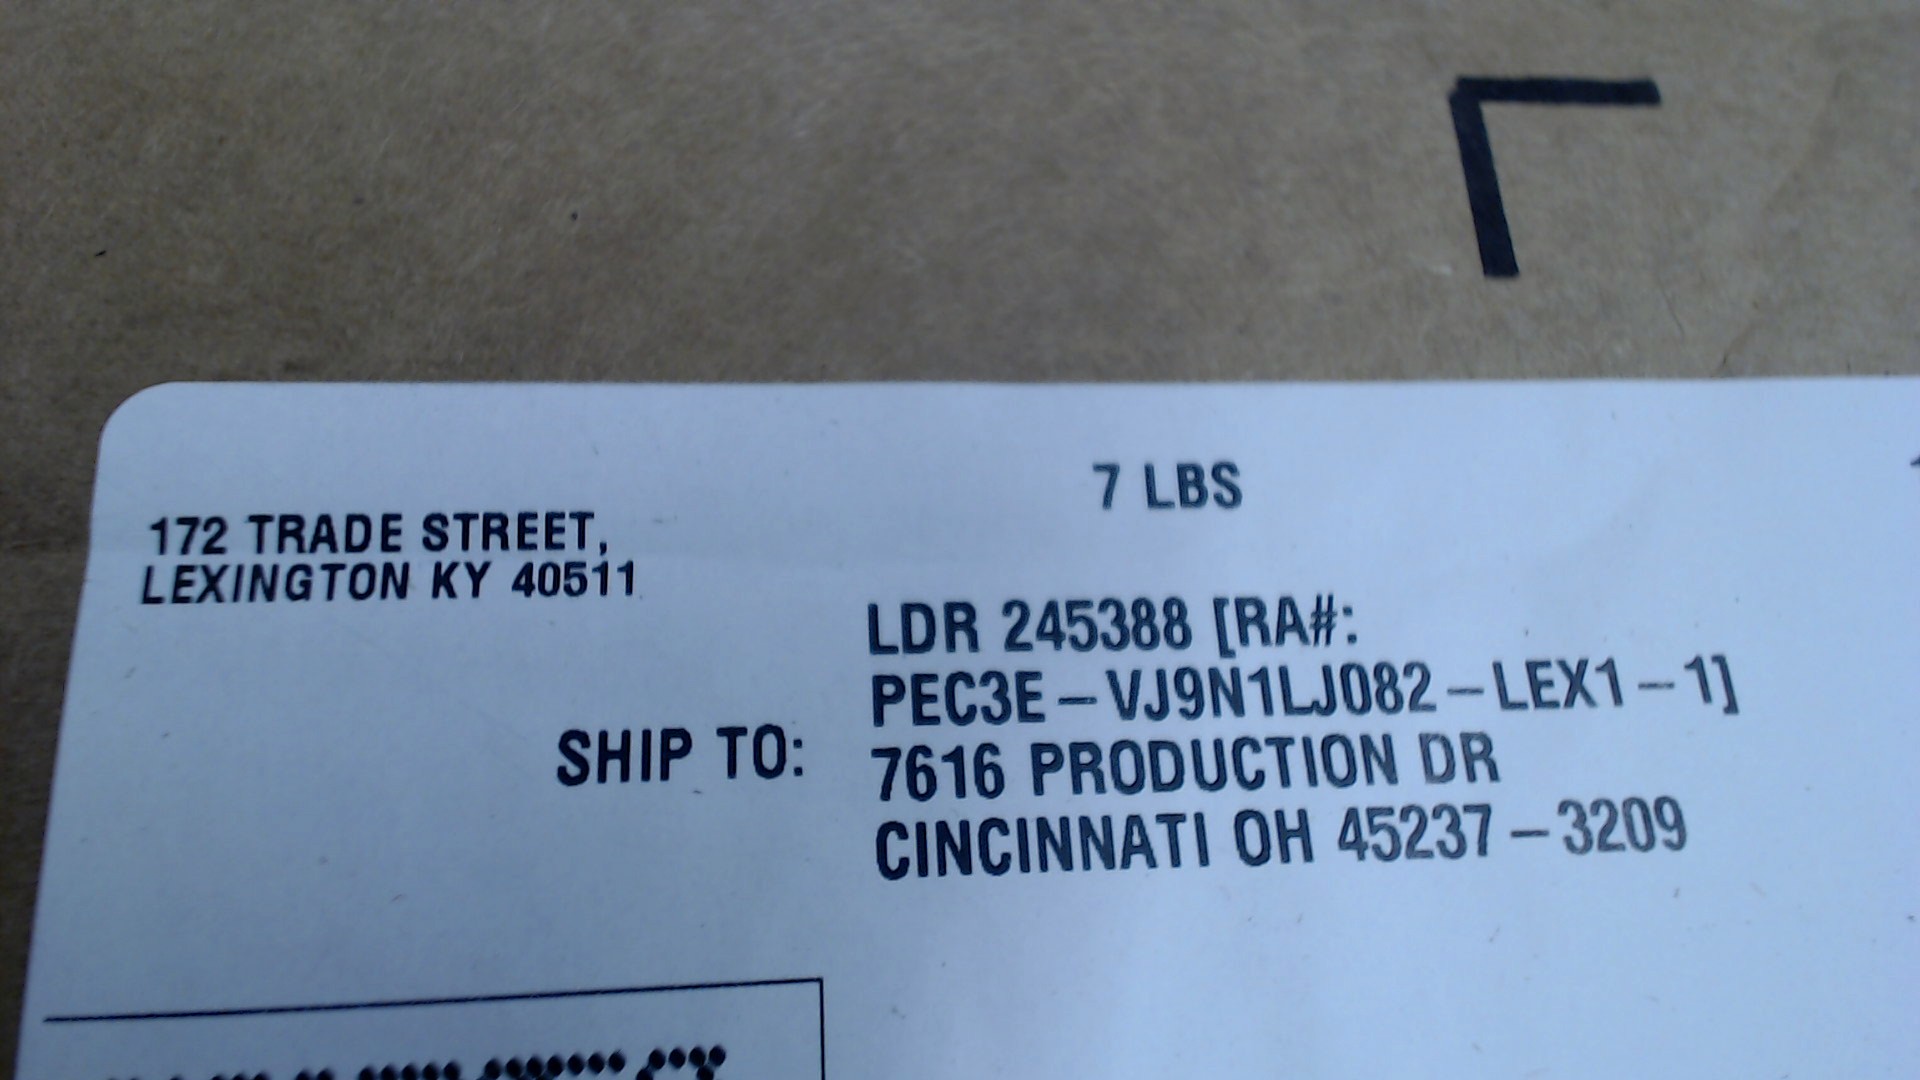 7 LBS
172 TRADE STREET,
LEXINGTON KY 40511
SHIP TO:
LDR 245388 [RA#:
PEC3E-VJ9N1LJ082-LEX1-1]
7616 PRODUCTION DR
CINCINNATI OH 45237-3209